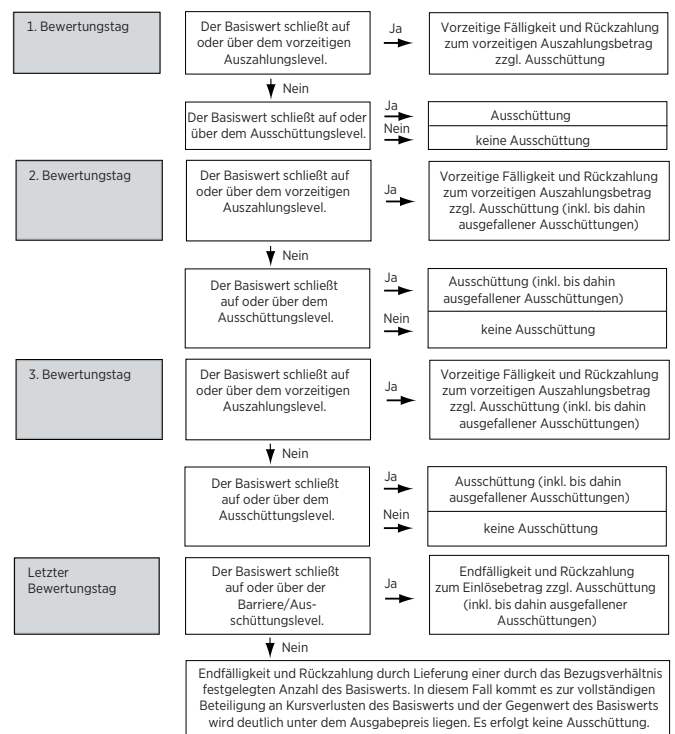 1. Bewertungstag
Der Basiswert schließt auf
oder über dem vorzeitigen
Auszahlungslevel.
Ja
Vorzeitige Fälligkeit und Rückzahlung
zum vorzeitigen Auszahlungsbetrag
zzgl. Ausschüttung
Nein
Der Basiswert schließt auf oder
über dem Ausschüttungslevel.
Ja
Ausschüttung
Nein
keine Ausschüttung
2. Bewertungstag
Der Basiswert schließt auf
oder über dem vorzeitigen
Auszahlungslevel.
Ja
Vorzeitige Fälligkeit und Rückzahlung
zum vorzeitigen Auszahlungsbetrag
zzgl. Ausschüttung (inkl. bis dahin
ausgefallener Ausschüttungen)
Nein
Der Basiswert schließt
auf oder über dem
Ausschüttungslevel.
Ja
Ausschüttung (inkl. bis dahin
ausgefallener Ausschüttungen)
Nein
keine Ausschüttung
3. Bewertungstag
Der Basiswert schließt auf
oder über dem vorzeitigen
Auszahlungslevel.
Ja
Vorzeitige Fälligkeit und Rückzahlung
zum vorzeitigen Auszahlungsbetrag
zzgl. Ausschüttung (inkl. bis dahin
ausgefallener Ausschüttungen)
Nein
Der Basiswert schließt
auf oder über dem
Ausschüttungslevel.
Ja
Ausschüttung (inkl. bis dahin
ausgefallener Ausschüttungen)
Nein
keine Ausschüttung
Letzter
Bewertungstag
Der Basiswert schließt
auf oder über der
Barriere/Aus-
schüttungslevel.
Ja
Endfälligkeit und Rückzahlung
zum Einlösebetrag zzgl. Ausschüttung
(inkl. bis dahin ausgefallener
Ausschüttungen)
Nein
Endfälligkeit und Rückzahlung durch Lieferung einer durch das Bezugsverhältnis
festgelegten Anzahl des Basiswerts. In diesem Fall kommt es zur vollständigen
Beteiligung an Kursverlusten des Basiswerts und der Gegenwert des Basiswerts
wird deutlich unter dem Ausgabepreis liegen. Es erfolgt keine Ausschüttung.